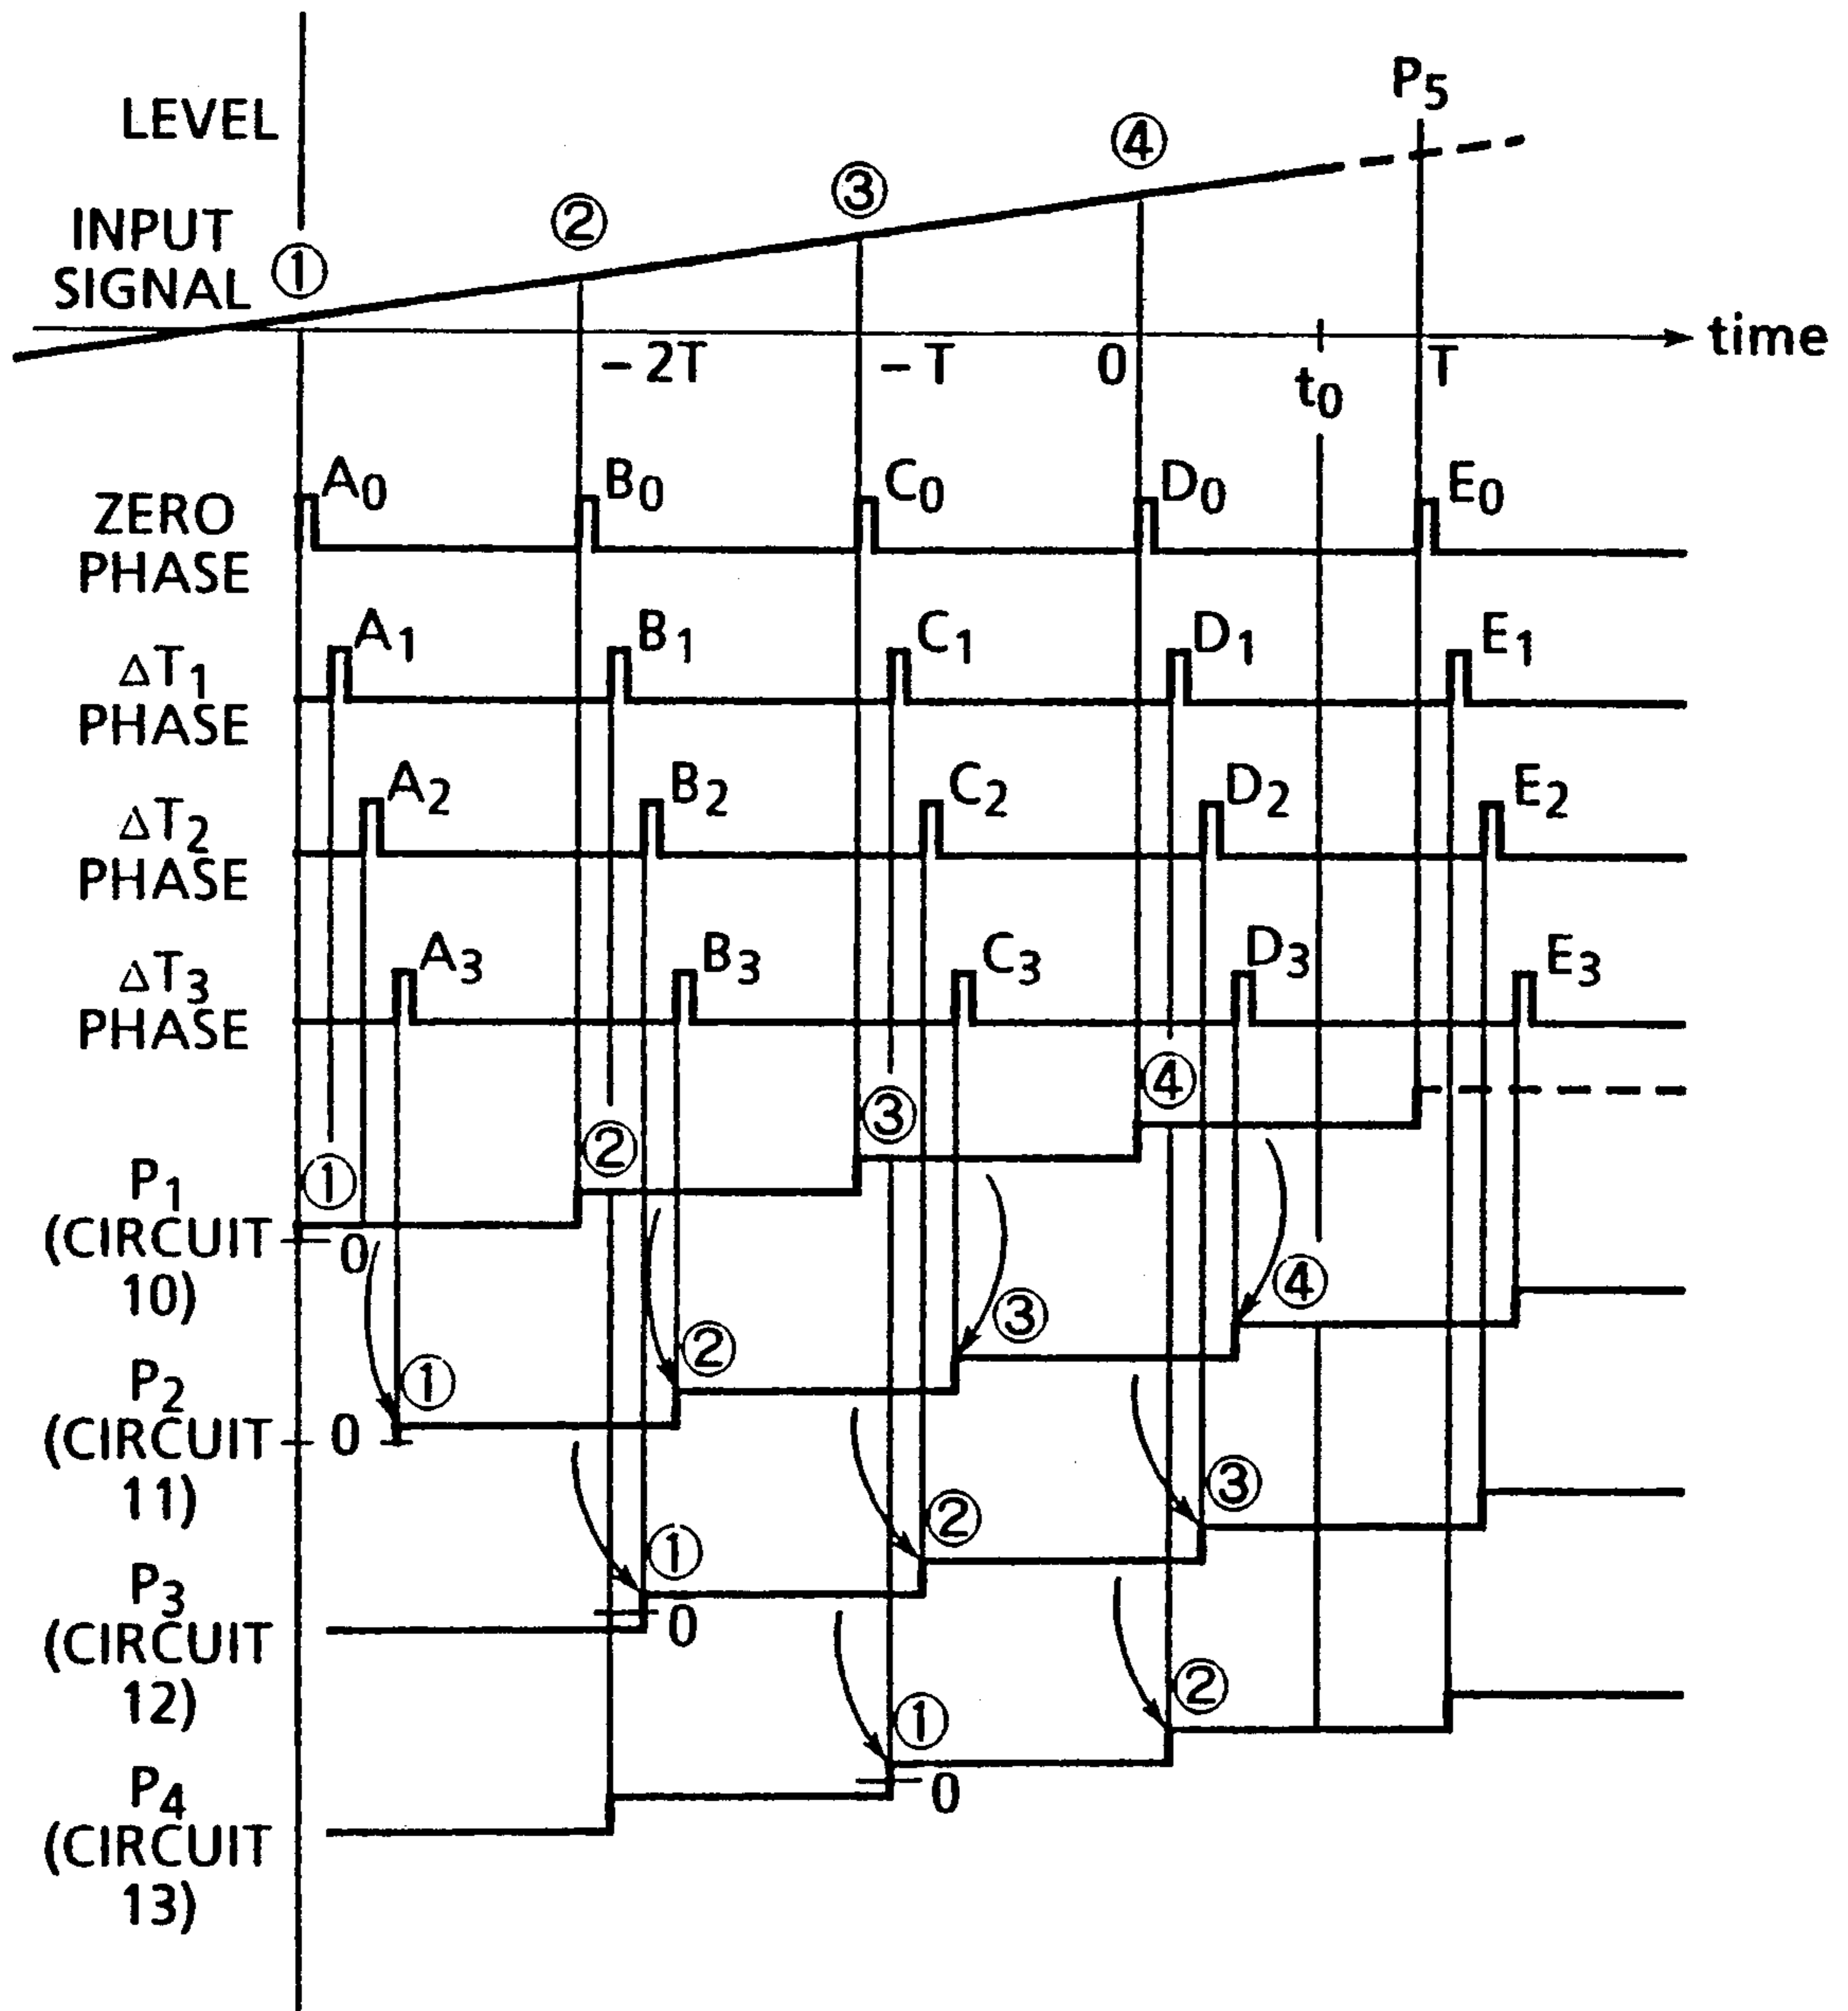 LEVEL
P5
④
③
②
INPUT
SIGNAL
①
time
-2T
-T
0
t0
T
ZERO
PHASE
A0
B0
C0
D0
E0
ΔT1
PHASE
A1
B1
C1
D1
E1
ΔT2
PHASE
A2
B2
C2
D2
E2
ΔT3
PHASE
A3
B3
C3
D3
E3
P1
(CIRCUIT
10)
①
②
③
④
0
P2
(CIRCUIT
11)
①
②
③
④
0
P3
(CIRCUIT
12)
①
②
③
0
P4
(CIRCUIT
13)
①
②
0